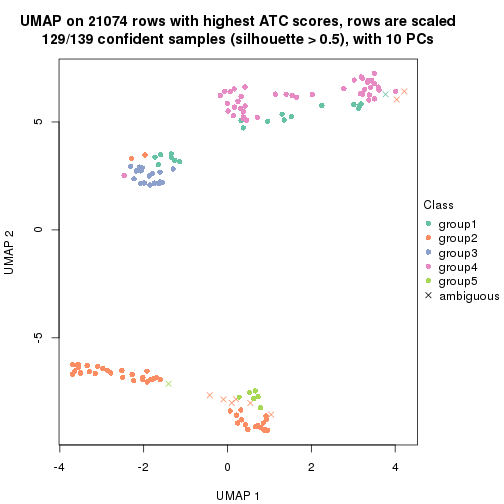 UMAP on 21074 rows with highest ATC scores, rows are scaled
129/139 confident samples (silhouette > 0.5), with 10 PCs
5
0
-5
UMAP 2
-4
-2
0
2
4
UMAP 1
Class
group1
group2
group3
group4
group5
ambiguous